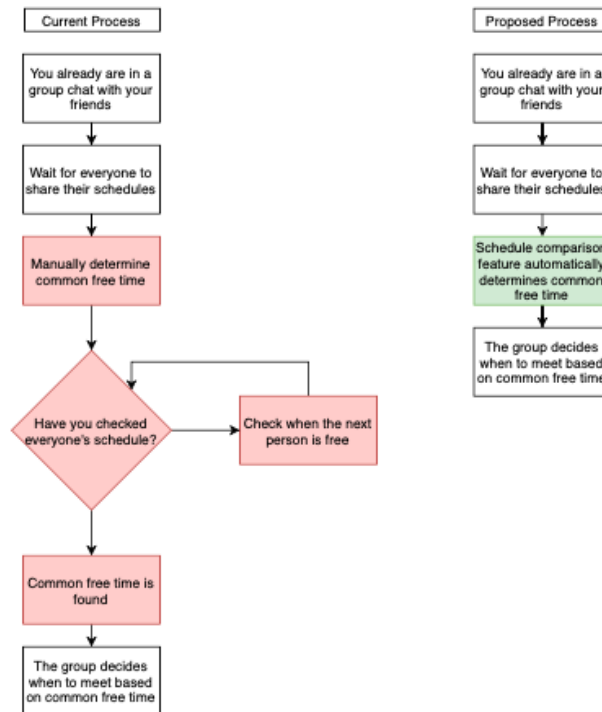 Current Process
You already are in a
group chat with your
friends
Wait for everyone to
share their schedules
Manually determine
common free time
Have you checked
everyone's schedule?
Check when the next
person is free
Common free time is
found
The group decides
when to meet based
on common free time
Proposed Process
You already are in a
group chat with your
friends
Wait for everyone to
share their schedules
Schedule comparison
feature automatically
determines common
free time
The group decides
when to meet based
on common free time